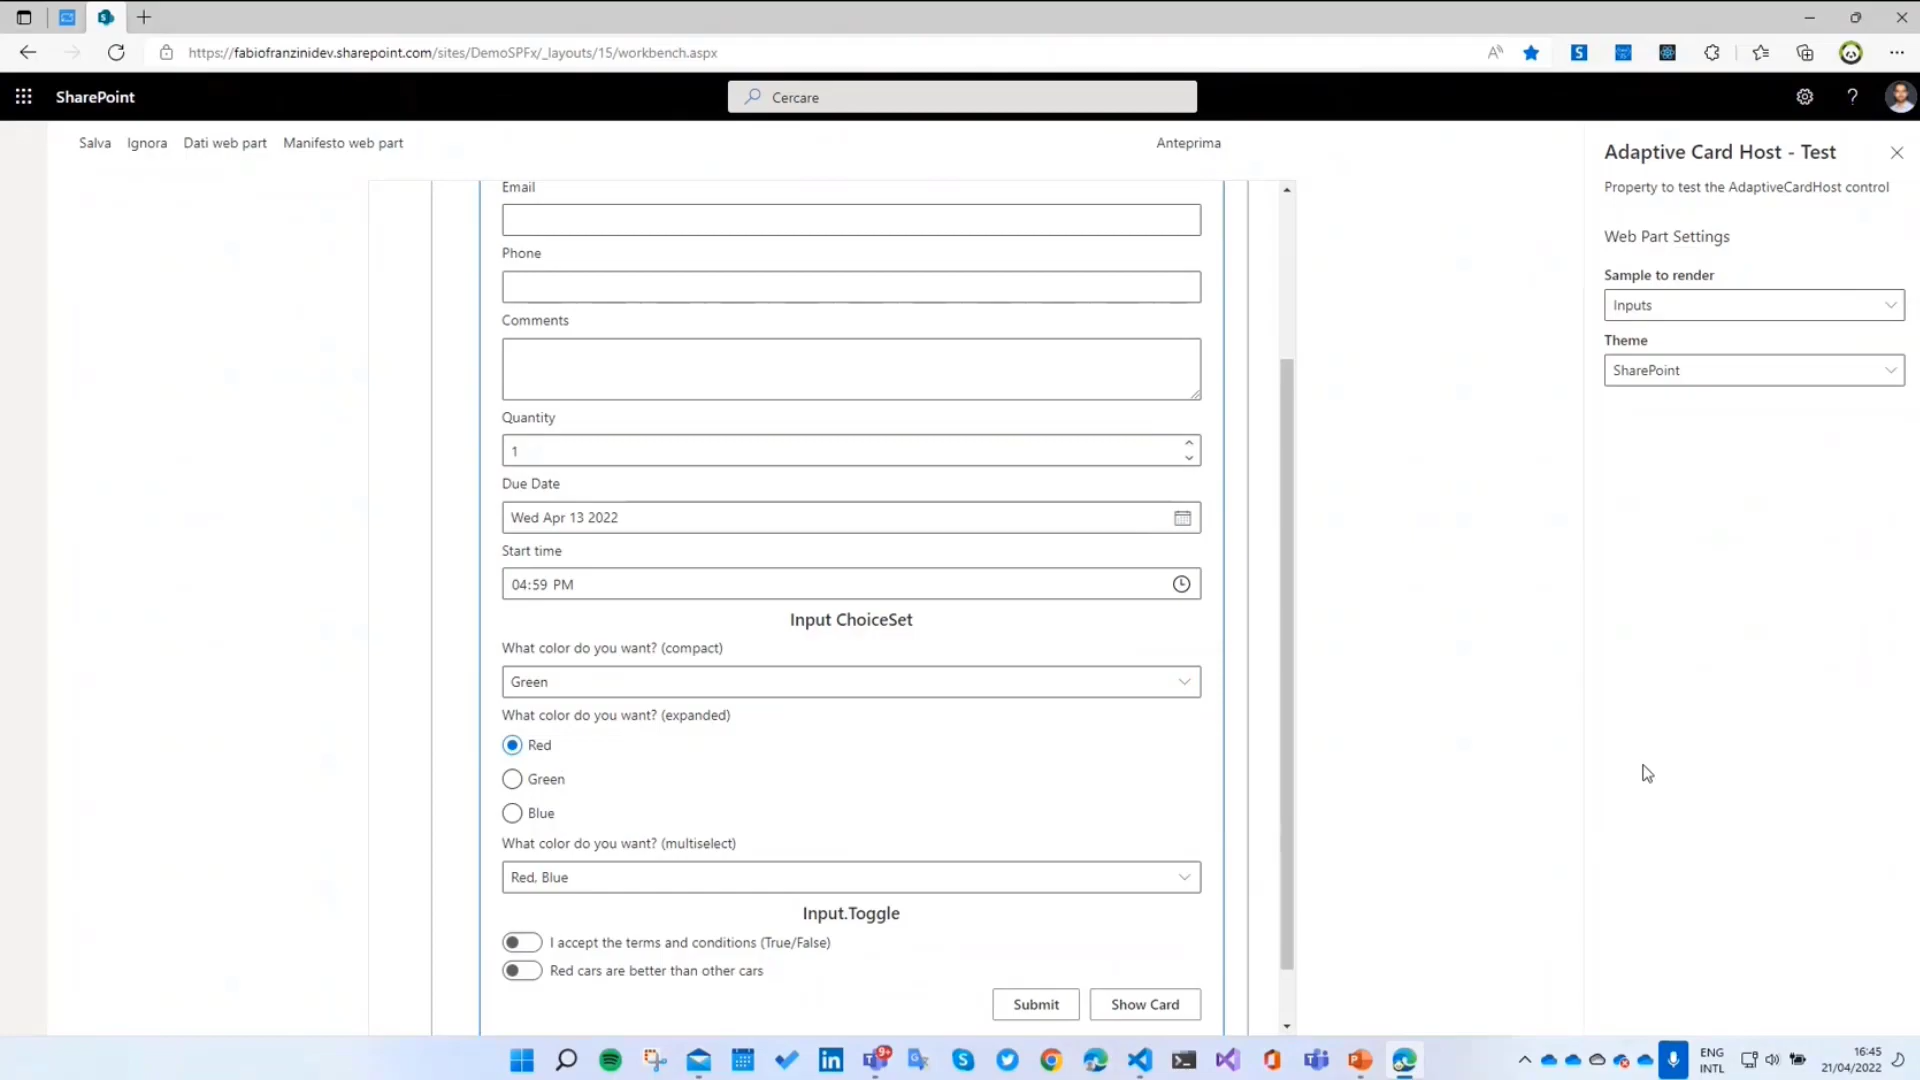 https://fabiofranzinidev.sharepoint.com/sites/DemoSPFx/_layouts/15/workbench.aspx
SharePoint
Cercare
Salva Ignora Dati web part Manifesto web part Anteprima
Adaptive Card Host - Test
Property to test the AdaptiveCardHost control
Web Part Settings
Sample to render
Inputs
Theme
SharePoint
Email
Phone
Comments
Quantity
1
Due Date
Wed Apr 13 2022
Start time
04:59 PM
Input ChoiceSet
What color do you want? (compact)
Green
What color do you want? (expanded)
Red
Green
Blue
What color do you want? (multiselect)
Red, Blue
Input.Toggle
I accept the terms and conditions (True/False)
Red cars are better than other cars
Submit Show Card
9+
ENG
INTL
16:45
21/04/2022